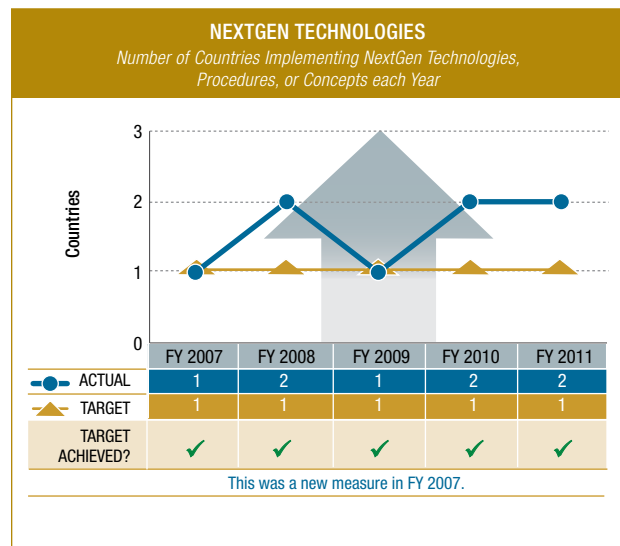 NEXTGEN TECHNOLOGIES
Number of Countries Implementing NextGen Technologies,
Procedures, or Concepts each Year
Countries
3
2
1
0
FY 2007 FY 2008 FY 2009 FY 2010 FY 2011
ACTUAL 1 2 1 2 2
TARGET 1 1 1 1 1
TARGET
ACHIEVED? ✓ ✓ ✓ ✓ ✓
This was a new measure in FY 2007.